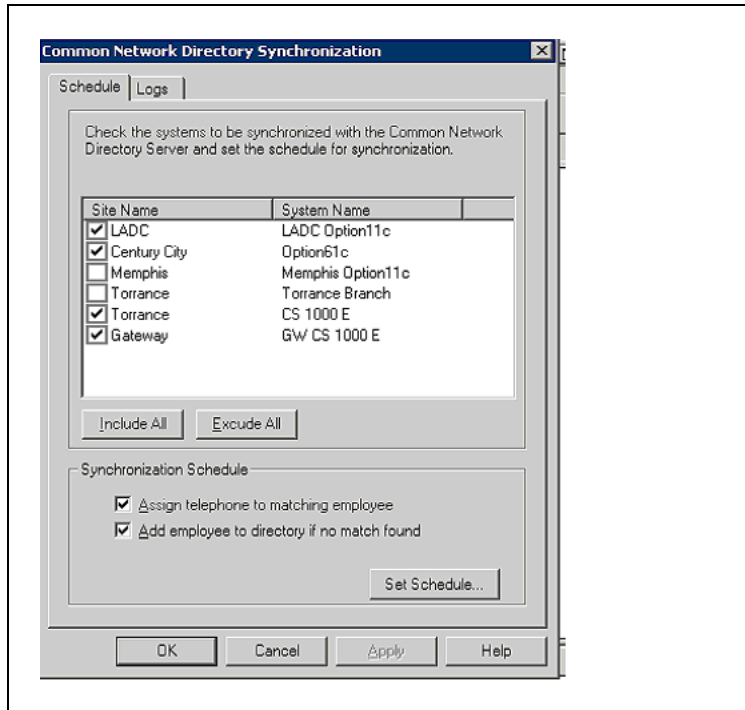 Common Network Directory Synchronization
Schedule Logs
Check the systems to be synchronized with the Common Network
Directory Server and set the schedule for synchronization.
Site Name System Name
LADC LADC Option11c
Century City Option61c
Memphis Memphis Option11c
Torrance Torrance Branch
Torrance CS 1000 E
Gateway GW CS 1000 E
Include All Excude All
Synchronization Schedule
Assign telephone to matching employee
Add employee to directory if no match found
Set Schedule...
OK Cancel Apply Help